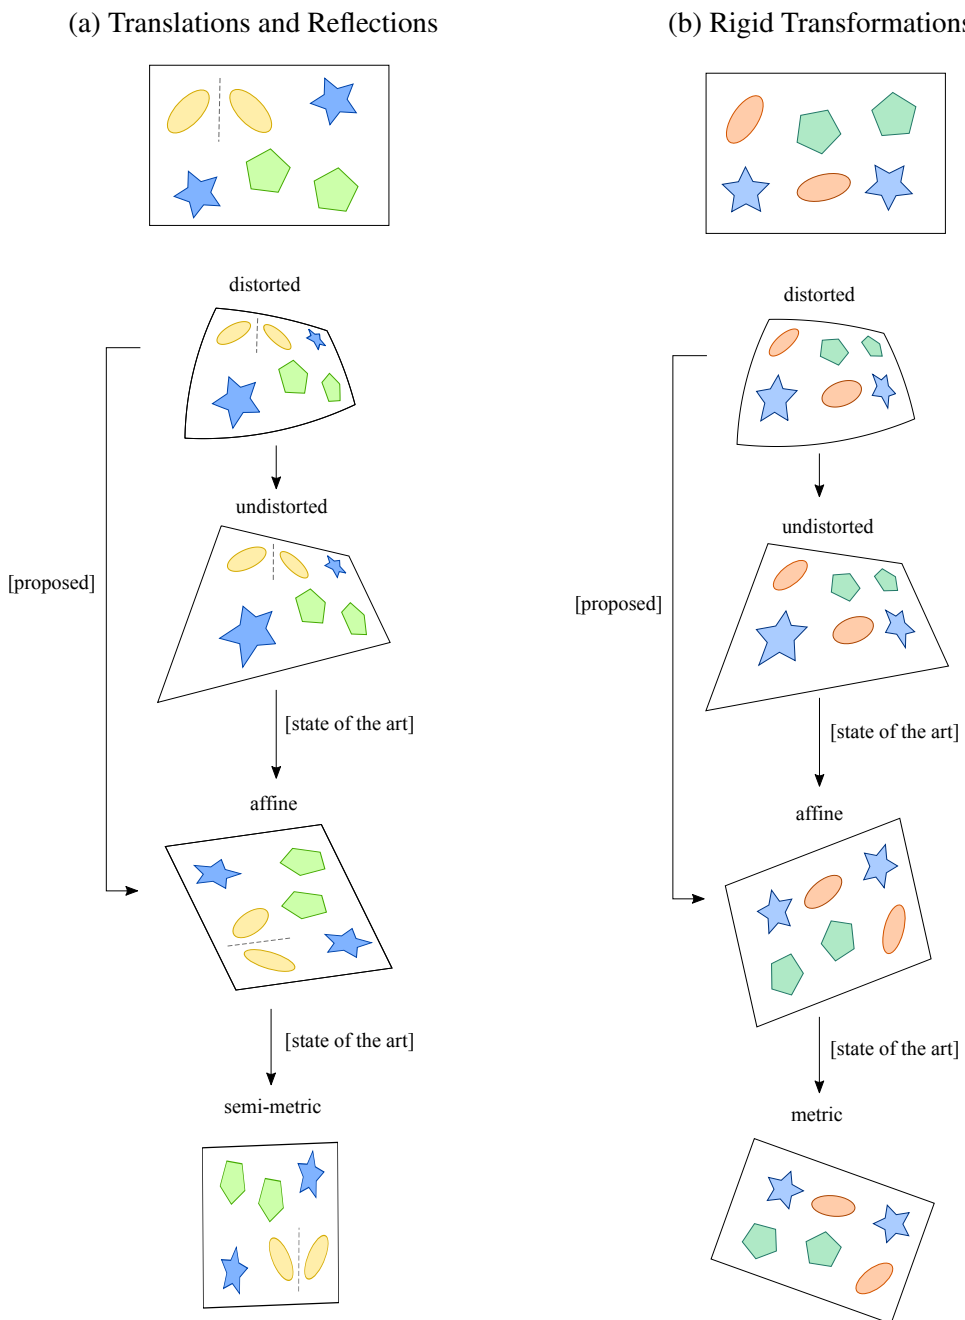 (a) Translations and Reflections
distorted
undistorted
[proposed]
[state of the art]
affine
[state of the art]
semi-metric
(b) Rigid Transformations
distorted
undistorted
[proposed]
[state of the art]
affine
[state of the art]
metric